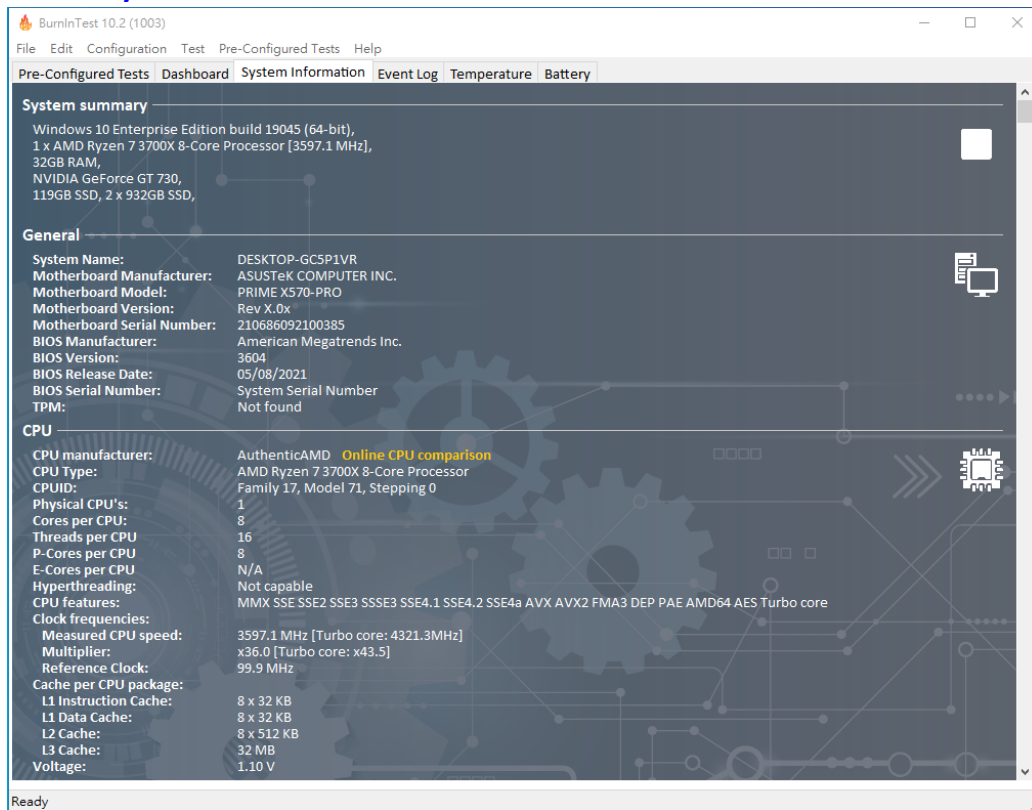 BurnInTest 10.2 (1003)
File Edit Configuration Test Pre-Configured Tests Help
Pre-Configured Tests Dashboard System Information Event Log Temperature Battery
System summary
Windows 10 Enterprise Edition build 19045 (64-bit),
1 x AMD Ryzen 7 3700X 8-Core Processor [3597.1 MHz],
32GB RAM,
NVIDIA GeForce GT 730,
119GB SSD, 2 x 932GB SSD,
General
System Name: DESKTOP-GC5P1VR
Motherboard Manufacturer: ASUSTeK COMPUTER INC.
Motherboard Model: PRIME X570-PRO
Motherboard Version: Rev X.0x
Motherboard Serial Number: 210686092100385
BIOS Manufacturer: American Megatrends Inc.
BIOS Version: 3604
BIOS Release Date: 05/08/2021
BIOS Serial Number: System Serial Number
TPM: Not found
CPU
CPU manufacturer: AuthenticAMD Online CPU comparison
CPU Type: AMD Ryzen 7 3700X 8-Core Processor
CPUID: Family 17, Model 71, Stepping 0
Physical CPU's: 1
Cores per CPU: 8
Threads per CPU 16
P-Cores per CPU 8
E-Cores per CPU N/A
Hyperthreading: Not capable
CPU features: MMX SSE SSE2 SSE3 SSSE3 SSE4.1 SSE4.2 SSE4a AVX AVX2 FMA3 DEP PAE AMD64 AES Turbo core
Clock frequencies:
Measured CPU speed: 3597.1 MHz [Turbo core: 4321.3MHz]
Multiplier: x36.0 [Turbo core: x43.5]
Reference Clock: 99.9 MHz
Cache per CPU package:
L1 Instruction Cache: 8 x 32 KB
L1 Data Cache: 8 x 32 KB
L2 Cache: 8 x 512 KB
L3 Cache: 32 MB
Voltage: 1.10 V
Ready